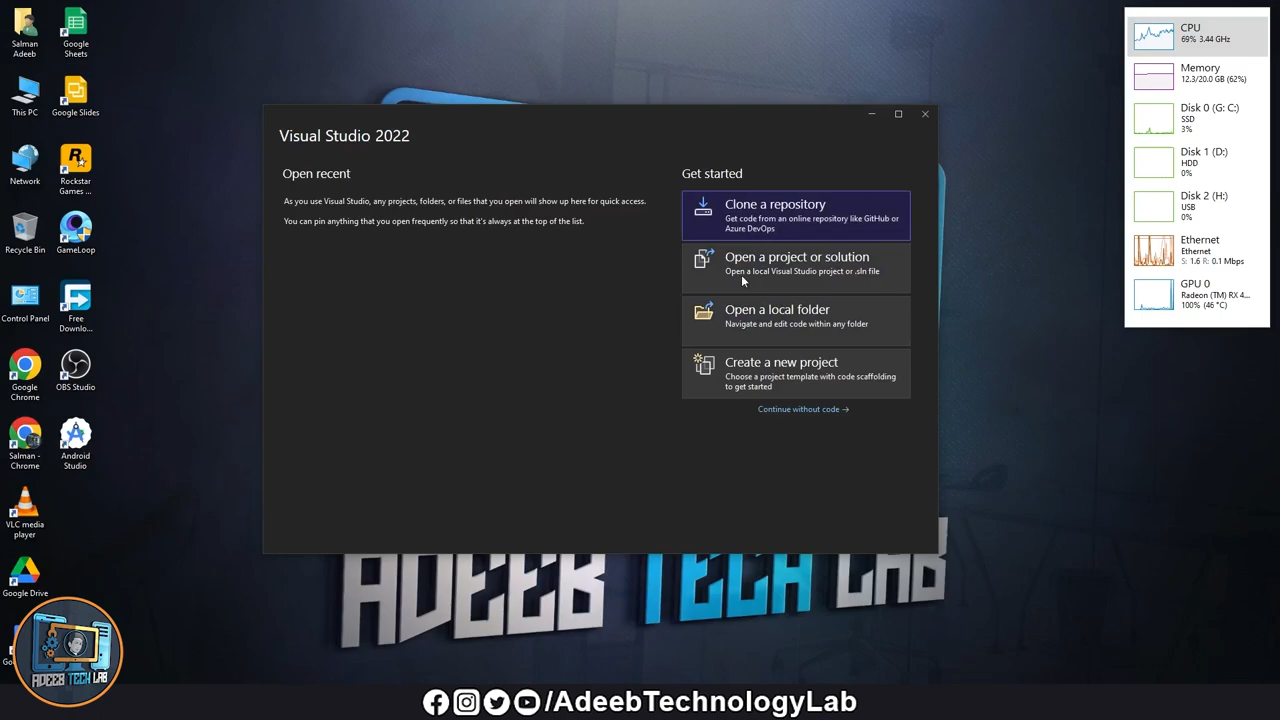 Salman
Adeeb
Google
Sheets
This PC
Google Slides
Network
Rockstar
Games ...
Recycle Bin
GameLoop
Control Panel
Free
Downlo...
Google
Chrome
OBS Studio
Salman -
Chrome
Android
Studio
VLC media
player
Google Drive
Visual Studio 2022
Open recent
As you use Visual Studio, any projects, folders, or files that you open will show up here for quick access.
You can pin anything that you open frequently so that it's always at the top of the list.
Get started
Clone a repository
Get code from an online repository like GitHub or
Azure DevOps
Open a project or solution
Open a local Visual Studio project or .sln file
Open a local folder
Navigate and edit code within any folder
Create a new project
Choose a project template with code scaffolding
to get started
Continue without code →
CPU
69% 3.44 GHz
Memory
12.3/20.0 GB (62%)
Disk 0 (G: C:)
SSD
3%
Disk 1 (D:)
HDD
0%
Disk 2 (H:)
USB
0%
Ethernet
Ethernet
S: 1.6 R: 0.1 Mbps
GPU 0
Radeon (TM) RX 4...
100% (46 °C)
ADEEB TECH LAB
ADEEB TECH LAB
/AdeebTechnologyLab